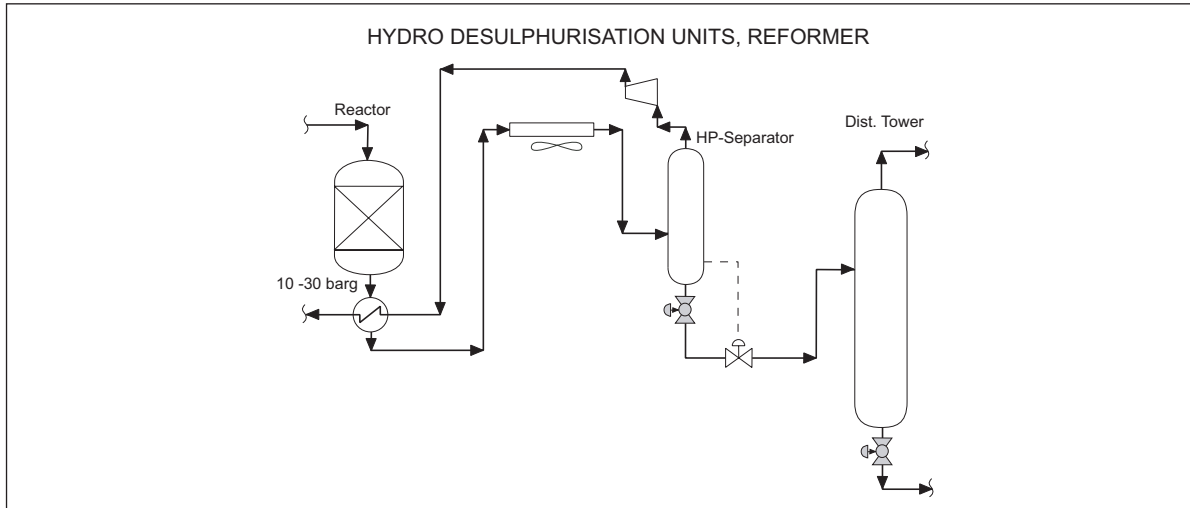 HYDRO DESULPHURISATION UNITS, REFORMER
Reactor
HP-Separator
Dist. Tower
10 -30 barg